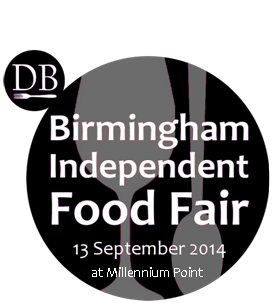 DB
Birmingham
Independent
Food Fair
13 September 2014
at Millennium Point